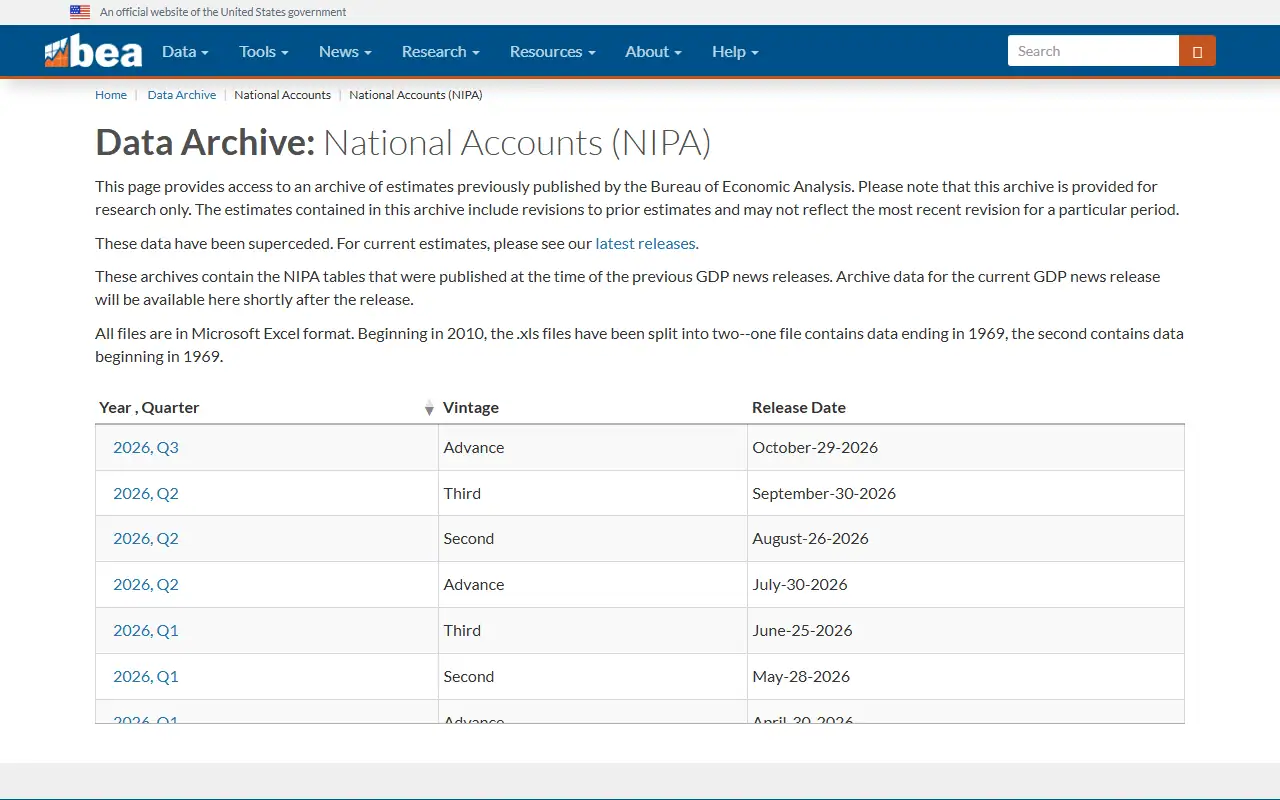 An official website of the United States government
bea Data Tools News Research Resources About Help Search
Home | Data Archive | National Accounts | National Accounts (NIPA)
Data Archive: National Accounts (NIPA)
This page provides access to an archive of estimates previously published by the Bureau of Economic Analysis. Please note that this archive is provided for
research only. The estimates contained in this archive include revisions to prior estimates and may not reflect the most recent revision for a particular period.
These data have been superceded. For current estimates, please see our latest releases.
These archives contain the NIPA tables that were published at the time of the previous GDP news releases. Archive data for the current GDP news release
will be available here shortly after the release.
All files are in Microsoft Excel format. Beginning in 2010, the .xls files have been split into two--one file contains data ending in 1969, the second contains data
beginning in 1969.
Year , Quarter Vintage Release Date
2026, Q3 Advance October-29-2026
2026, Q2 Third September-30-2026
2026, Q2 Second August-26-2026
2026, Q2 Advance July-30-2026
2026, Q1 Third June-25-2026
2026, Q1 Second May-28-2026
2026, Q1 Advance April-30-2026